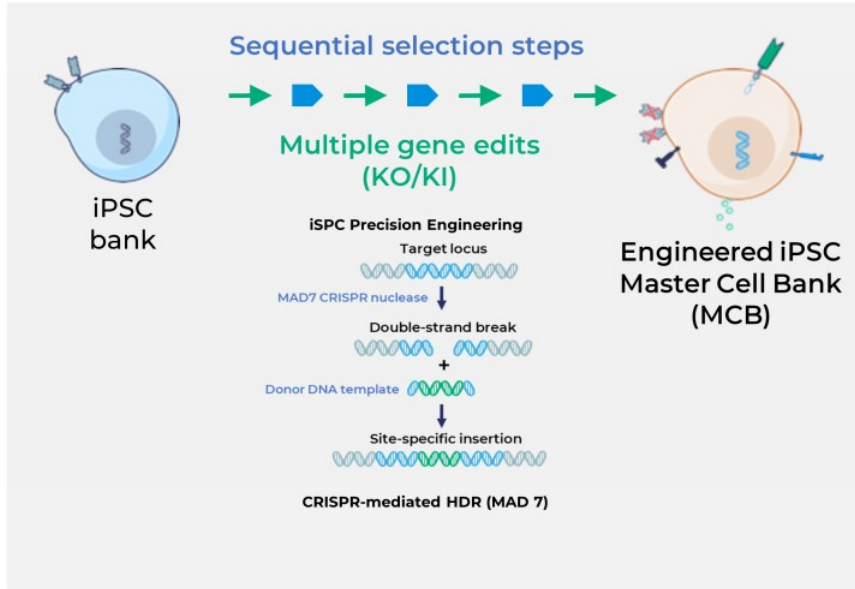 Sequential selection steps
Multiple gene edits
(KO/KI)
iPSC
bank
iSPC Precision Engineering
Target locus
MAD7 CRISPR nuclease
Double-strand break
+
Donor DNA template
Site-specific insertion
CRISPR-mediated HDR (MAD 7)
Engineered iPSC
Master Cell Bank
(MCB)